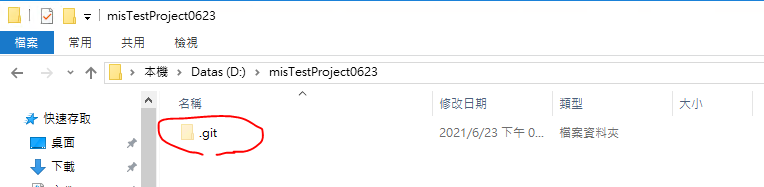 misTestProject0623
檔案 常用 共用 檢視
本機 Datas (D:) misTestProject0623
名稱 修改日期 類型 大小
快速存取
.git 2021/6/23 下午 0... 檔案資料夾
桌面
下載